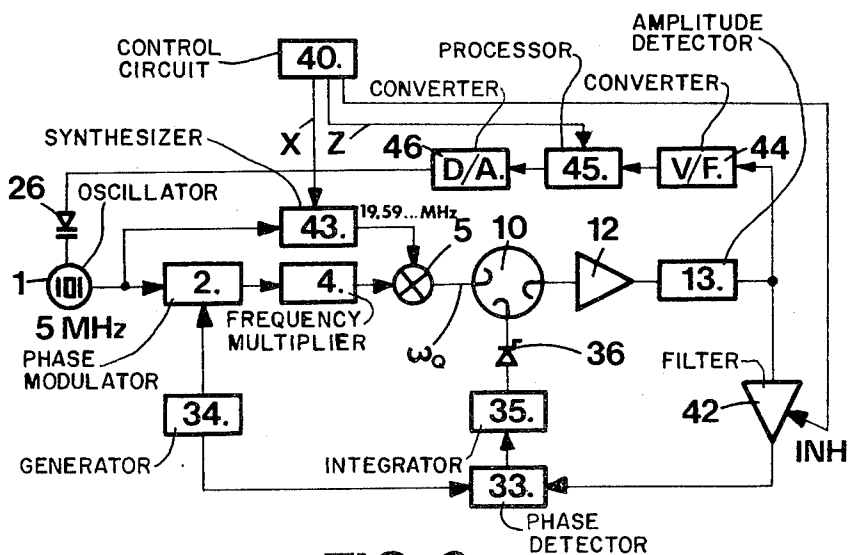 AMPLITUDE
DETECTOR
CONTROL
CIRCUIT
40.
PROCESSOR
CONVERTER
CONVERTER
SYNTHESIZER
X
Z
46
D/A.
45.
V/F.
44
26
OSCILLATOR
43.
19,59...MHz
5
10
12
1
2.
4.
13.
5 MHz
PHASE
MODULATOR
FREQUENCY
MULTIPLIER
ωQ
36
FILTER
42
34.
35.
INH
GENERATOR
INTEGRATOR
33.
PHASE
DETECTOR